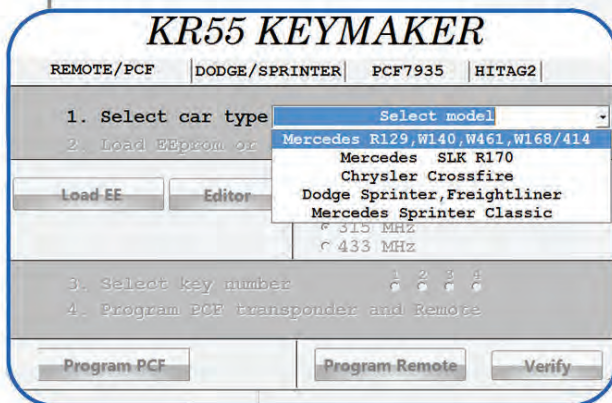 KR55 KEYMAKER
REMOTE/PCF |DODGE/SPRINTER| PCF7935 |HITAG2|
1. Select car type Select model
2. Load EEprom or
Mercedes R129,W140,W461,W168/414
Mercedes SLK R170
Chrysler Crossfire
Dodge Sprinter,Freightliner
Mercedes Sprinter Classic
Load EE Editor
315 MHz
433 MHz
3. Select key number 1 2 3 4
4. Program PCF transponder and Remote
Program PCF Program Remote Verify